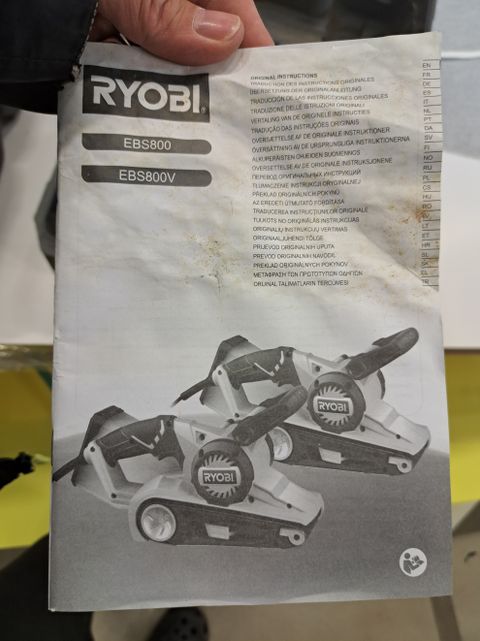 RYOBI
EBS800
EBS800V
ORIGINAL INSTRUCTIONS
TRADUCTION DES INSTRUCTIONS ORIGINALES
ÜBERSETZUNG DER ORIGINALANLEITUNG
TRADUCCIÓN DE LAS INSTRUCCIONES ORIGINALES
TRADUZIONE DELLE ISTRUZIONI ORIGINALI
VERTALING VAN DE ORIGINELE INSTRUCTIES
TRADUÇÃO DAS INSTRUÇÕES ORIGINAIS
OVERSÆTTELSE AF DE ORIGINALE INSTRUKTIONER
ÖVERSÄTTNING AV DE URSPRUNGLIGA INSTRUKTIONERNA
ALKUPERÄISTEN OHJEIDEN SUOMENNOS
OVERSETTELSE AV DE ORIGINALE INSTRUKSJONENE
ПЕРЕВОД ОРИГИНАЛЬНЫХ ИНСТРУКЦИЙ
TŁUMACZENIE INSTRUKCJI ORYGINALNEJ
PŘEKLAD ORIGINÁLNÍCH POKYNŮ
AZ EREDETI ÚTMUTATÓ FORDÍTÁSA
TRADUCEREA INSTRUCŢIUNILOR ORIGINALE
TULKOTS NO ORIĢINĀLĀS INSTRUKCIJAS
ORIGINALIŲ INSTRUKCIJŲ VERTIMAS
ORIGINAALJUHENDI TÕLGE
PRIJEVOD ORIGINALNIH UPUTA
PREVOD ORIGINALNIH NAVODIL
PREKLAD ORIGINÁLNYCH POKYNOV
ΜΕΤΑΦΡΑΣΗ ΤΩΝ ΠΡΩΤΟΤΥΠΩΝ ΟΔΗΓΙΩΝ
ORIJINAL TALIMATLARIN TERCÜMESI
EN
FR
DE
ES
IT
NL
PT
DA
SV
FI
NO
RU
PL
CS
HU
RO
LV
LT
ET
HR
SL
SK
EL
TR
RYOBI
RYOBI